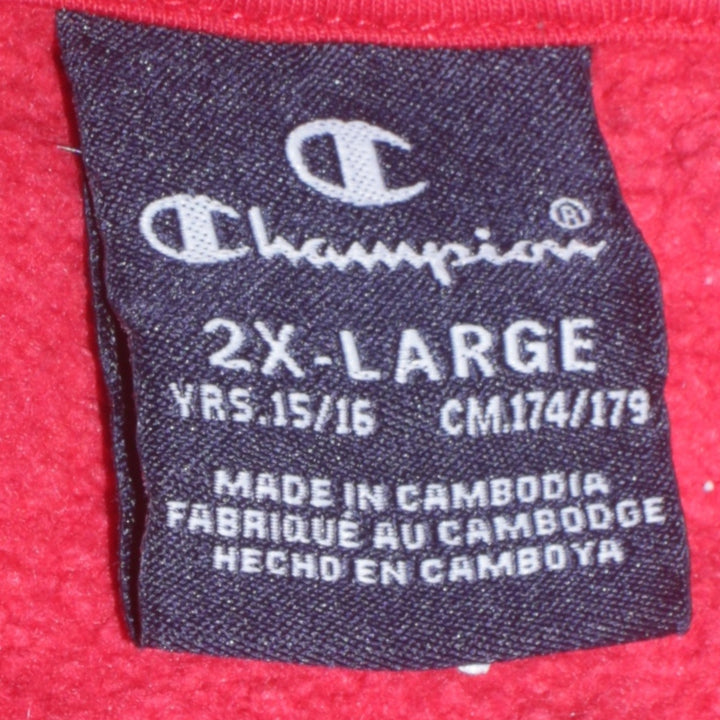 Champion®
2X-LARGE
YRS.15/16 CM.174/179
MADE IN CAMBODIA
FABRIQUÉ AU CAMBODGE
HECHO EN CAMBOYA